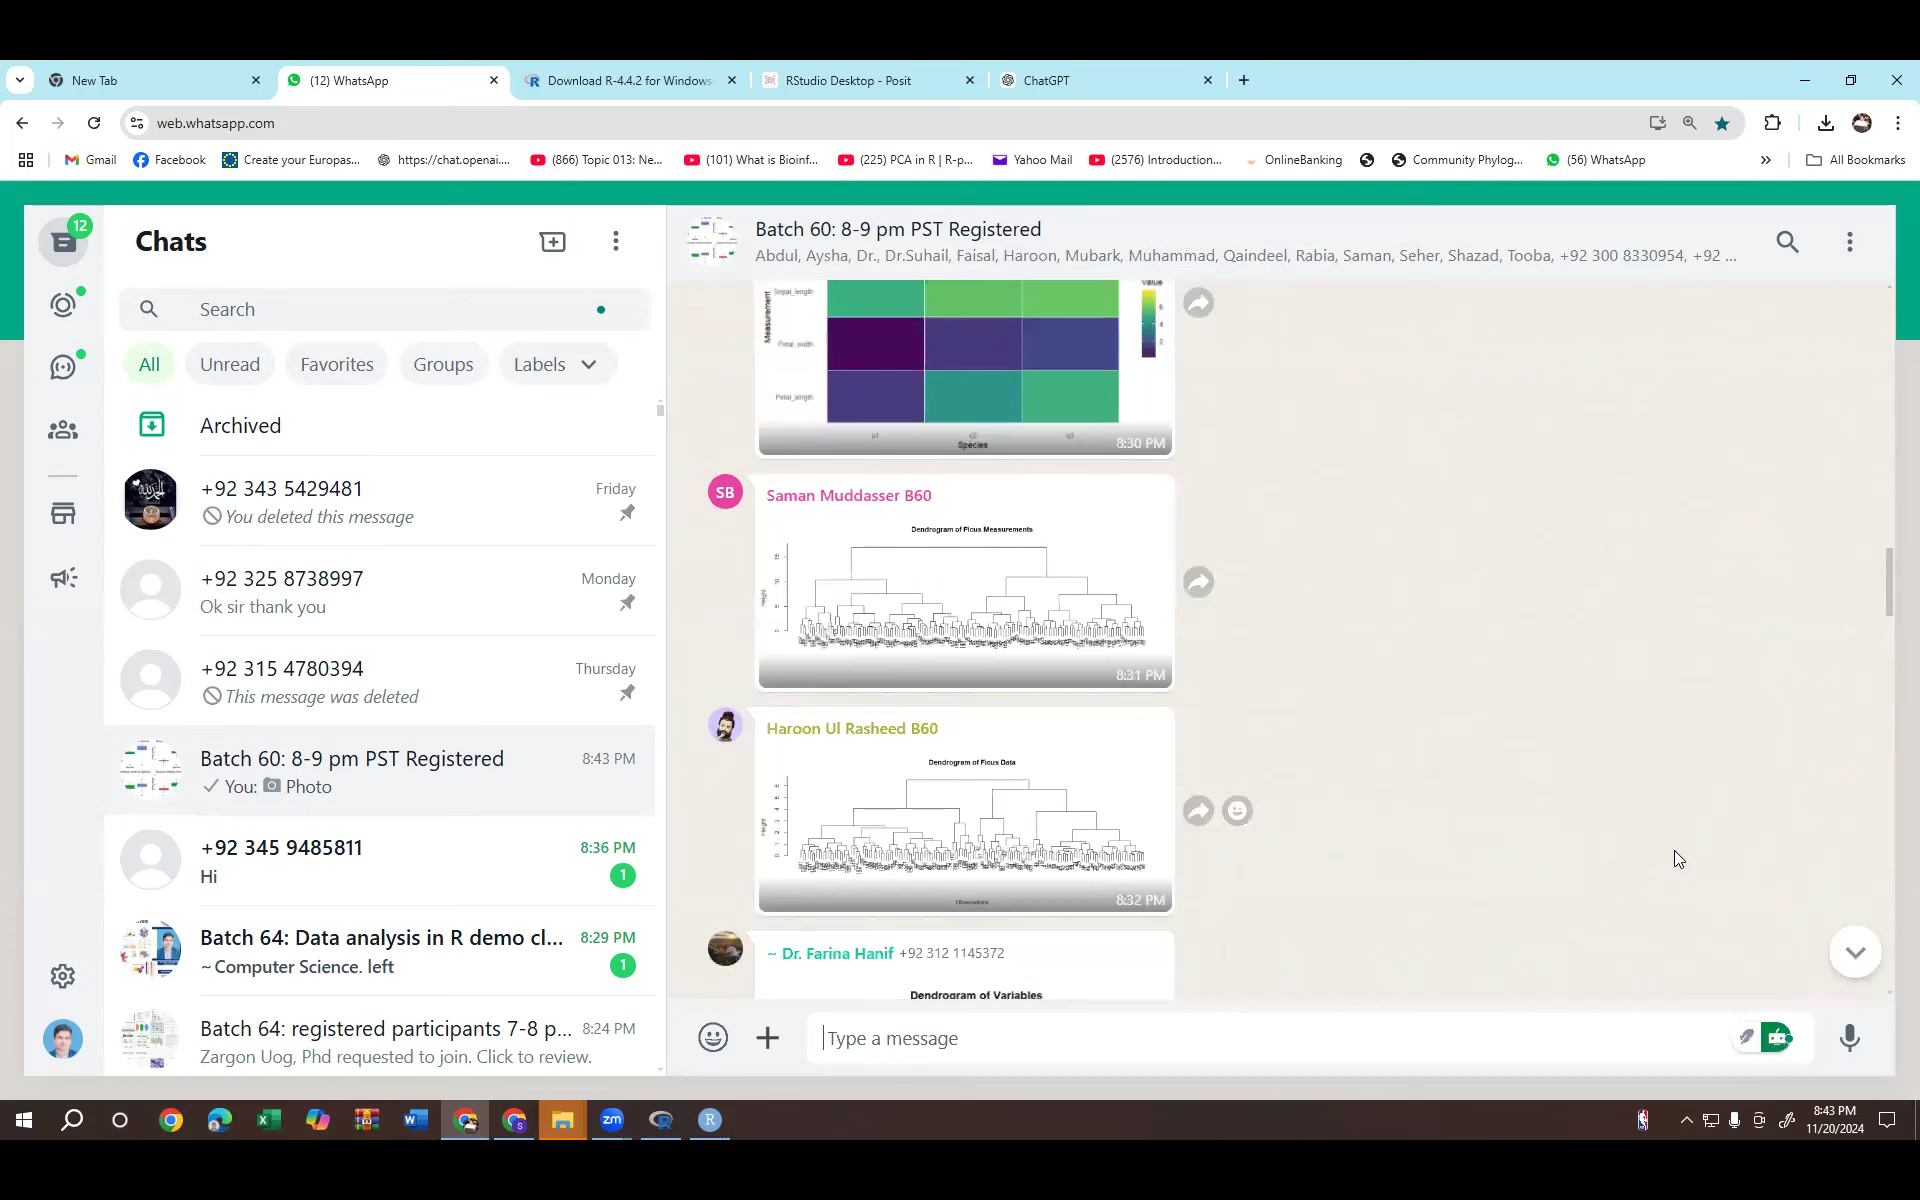 New Tab
(12) WhatsApp
Download R-4.4.2 for Windows
RStudio Desktop - Posit
ChatGPT
web.whatsapp.com
Gmail
Facebook
Create your Europas...
https://chat.openai....
(866) Topic 013: Ne...
(101) What is Bioinf...
(225) PCA in R | R-p...
Yahoo Mail
(2576) Introduction...
OnlineBanking
Community Phylog...
(56) WhatsApp
All Bookmarks
12
Chats
Search
All
Unread
Favorites
Groups
Labels
Archived
+92 343 5429481
Friday
You deleted this message
+92 325 8738997
Monday
Ok sir thank you
+92 315 4780394
Thursday
This message was deleted
Batch 60: 8-9 pm PST Registered
8:43 PM
You: Photo
+92 345 9485811
8:36 PM
Hi
1
Batch 64: Data analysis in R demo cl...
8:29 PM
~ Computer Science. left
1
Batch 64: registered participants 7-8 p...
8:24 PM
Zargon Uog, Phd requested to join. Click to review.
Batch 60: 8-9 pm PST Registered
Abdul, Aysha, Dr., Dr.Suhail, Faisal, Haroon, Mubark, Muhammad, Qaindeel, Rabia, Saman, Seher, Shazad, Tooba, +92 300 8330954, +92 ...
Value
Measurement
Sepal_length
Petal_width
Petal_length
Species
8:30 PM
SB
Saman Muddasser B60
Dendrogram of Ficus Measurements
Height
8:31 PM
Haroon Ul Rasheed B60
Dendrogram of Ficus Data
Height
Observations
8:32 PM
~ Dr. Farina Hanif +92 312 1145372
Dendrogram of Variables
Type a message
zm
8:43 PM
11/20/2024